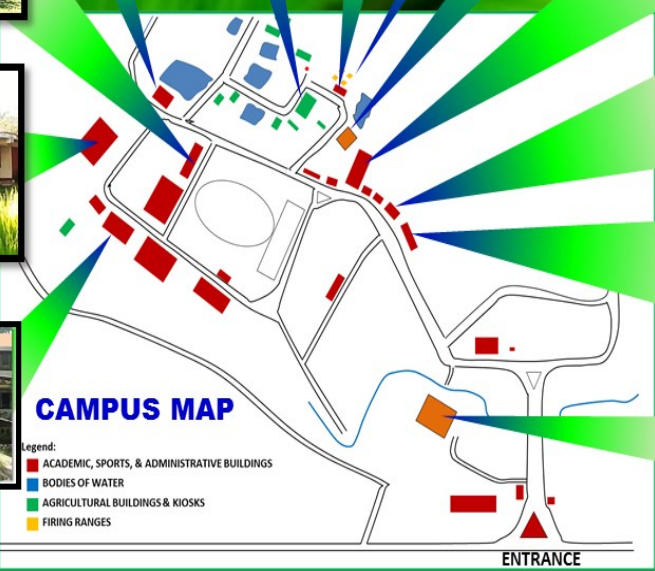 CAMPUS MAP
Legend:
ACADEMIC, SPORTS, & ADMINISTRATIVE BUILDINGS
BODIES OF WATER
AGRICULTURAL BUILDINGS & KIOSKS
FIRING RANGES
ENTRANCE